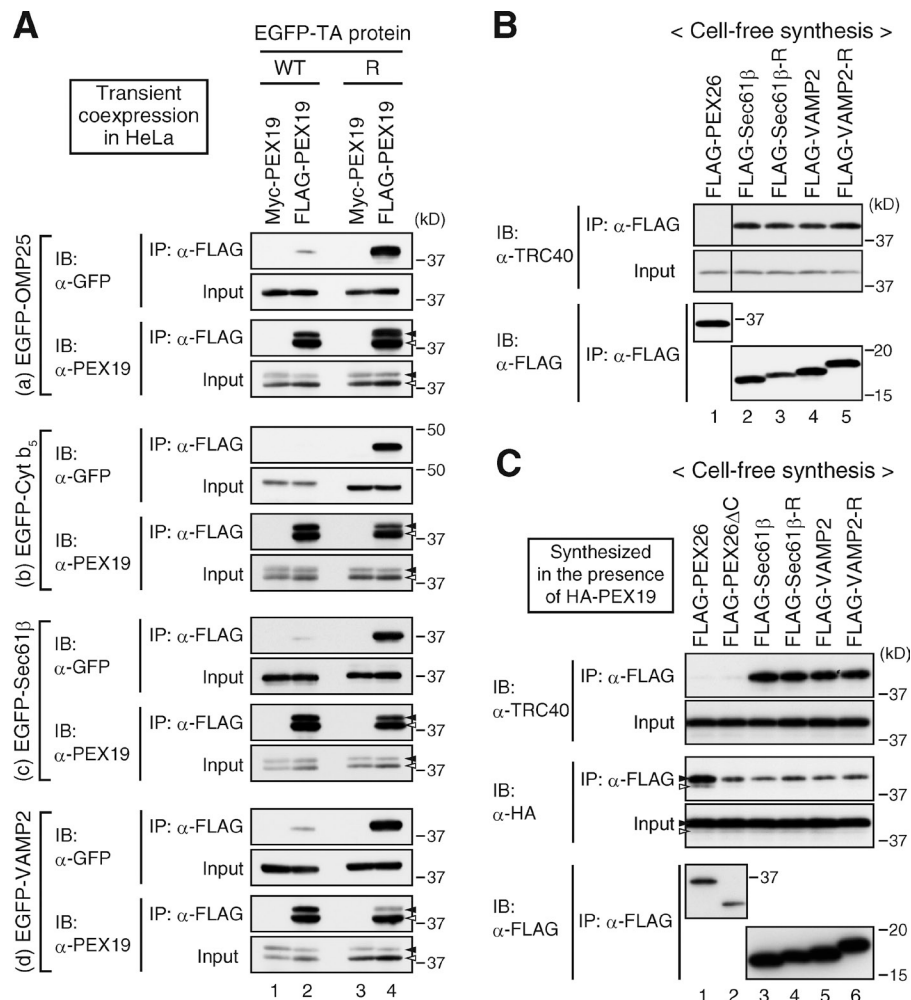 A
EGFP-TA protein
WT R
Transient
coexpression
in HeLa
Myc-PEX19
FLAG-PEX19
Myc-PEX19
FLAG-PEX19
(kD)
(a) EGFP-OMP25
IB:
α-GFP
IP: α-FLAG
-37
Input
-37
IB:
α-PEX19
IP: α-FLAG
-37
Input
-37
(b) EGFP-Cyt b5
IB:
α-GFP
IP: α-FLAG
-50
Input
-50
IB:
α-PEX19
IP: α-FLAG
-37
Input
-37
(c) EGFP-Sec61β
IB:
α-GFP
IP: α-FLAG
-37
Input
-37
IB:
α-PEX19
IP: α-FLAG
-37
Input
-37
(d) EGFP-VAMP2
IB:
α-GFP
IP: α-FLAG
-37
Input
-37
IB:
α-PEX19
IP: α-FLAG
-37
Input
-37
1 2 3 4
B
< Cell-free synthesis >
FLAG-PEX26
FLAG-Sec61β
FLAG-Sec61β-R
FLAG-VAMP2
FLAG-VAMP2-R
(kD)
IB:
α-TRC40
IP: α-FLAG
-37
Input
-37
IB:
α-FLAG
IP: α-FLAG
-37
-20
-15
1 2 3 4 5
C
< Cell-free synthesis >
Synthesized
in the presence
of HA-PEX19
FLAG-PEX26
FLAG-PEX26ΔC
FLAG-Sec61β
FLAG-Sec61β-R
FLAG-VAMP2
FLAG-VAMP2-R
(kD)
IB:
α-TRC40
IP: α-FLAG
-37
Input
-37
IB:
α-HA
IP: α-FLAG
-37
Input
-37
IB:
α-FLAG
IP: α-FLAG
-37
-20
-15
1 2 3 4 5 6